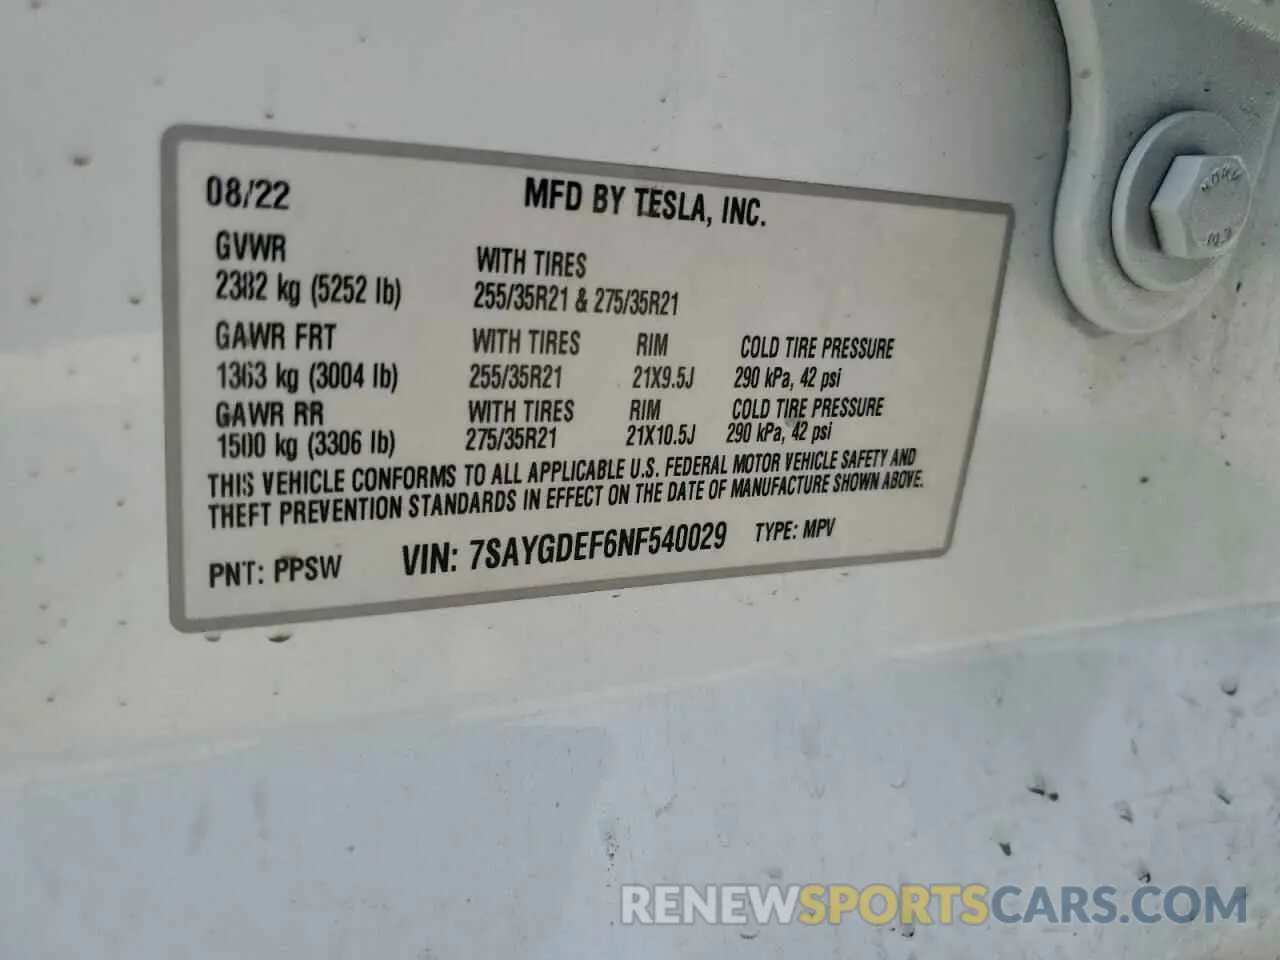 08/22 MFD BY TESLA, INC.
GVWR
2382 kg (5252 lb)
WITH TIRES
255/35R21 & 275/35R21
GAWR FRT WITH TIRES RIM COLD TIRE PRESSURE
1363 kg (3004 lb) 255/35R21 21X9.5J 290 kPa, 42 psi
GAWR RR WITH TIRES RIM COLD TIRE PRESSURE
1500 kg (3306 lb) 275/35R21 21X10.5J 290 kPa, 42 psi
THIS VEHICLE CONFORMS TO ALL APPLICABLE U.S. FEDERAL MOTOR VEHICLE SAFETY AND
THEFT PREVENTION STANDARDS IN EFFECT ON THE DATE OF MANUFACTURE SHOWN ABOVE.
PNT: PPSW VIN: 7SAYGDEF6NF540029 TYPE: MPV
RENEWSPORTSCARS.COM